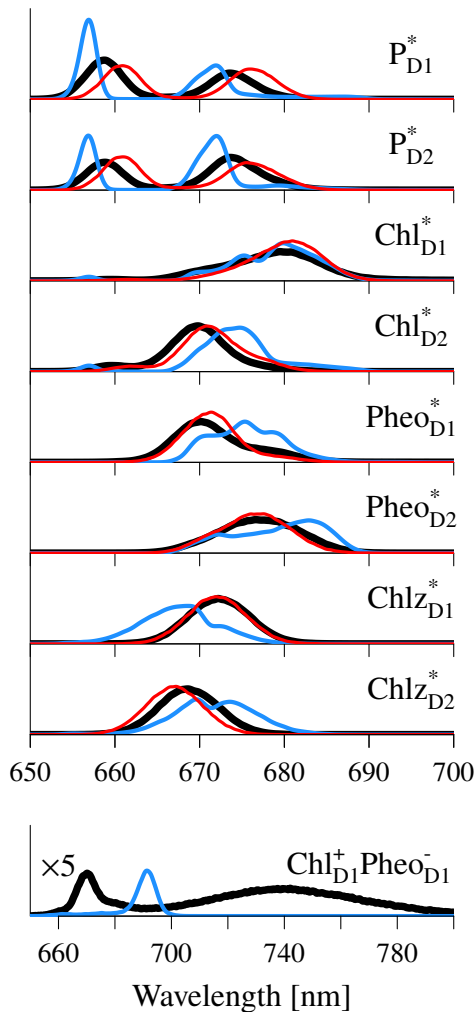 P*D1
P*D2
Chl*D1
Chl*D2
Pheo*D1
Pheo*D2
Chlz*D1
Chlz*D2
650 660 670 680 690 700
×5 Chl+D1Pheo-D1
660 700 740 780
Wavelength [nm]